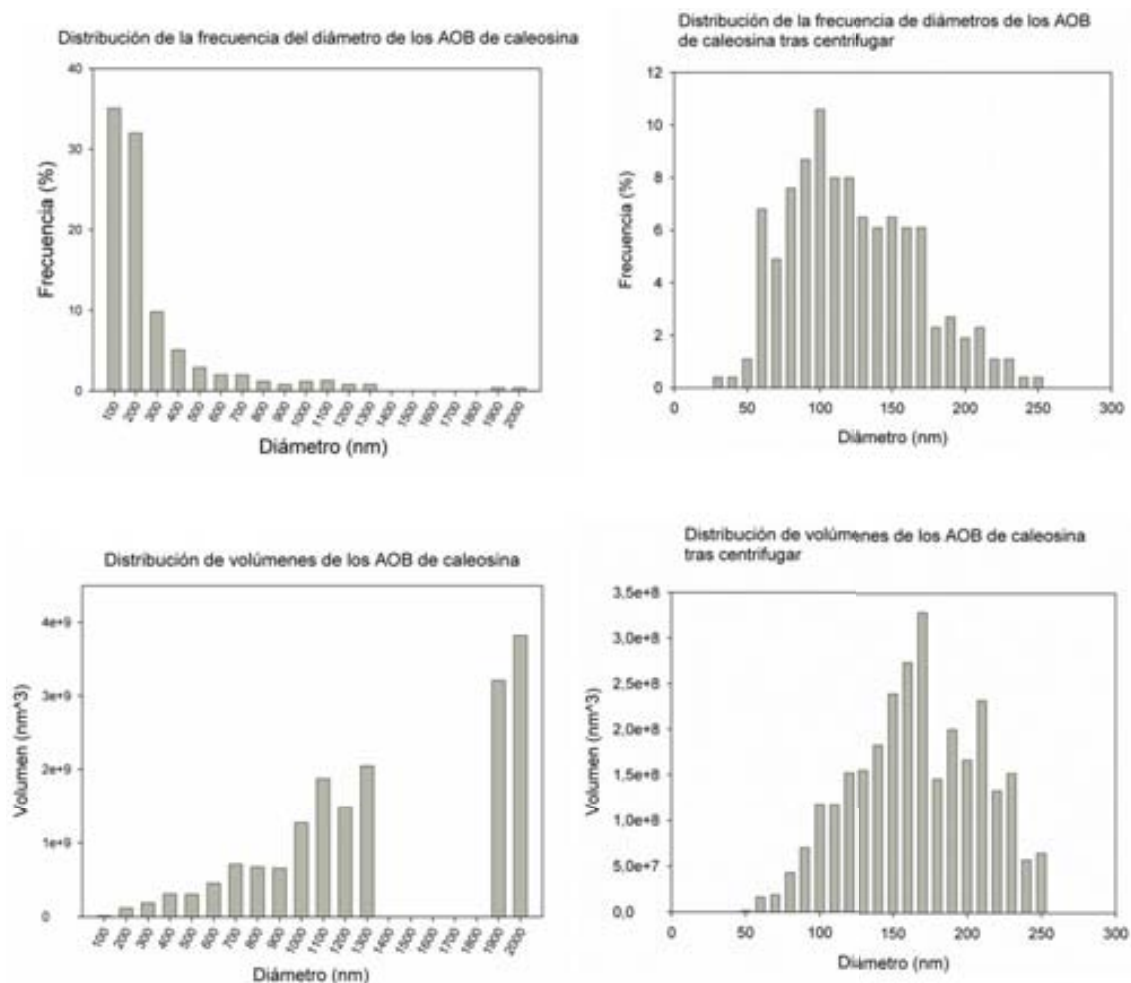 Distribución de la frecuencia del diámetro de los AOB de caleosina
40
30
20
10
0
Frecuencia (%)
100 200 300 400 500 600 700 800 900 1000 1100 1200 1300 1400 1500 1600 1700 1800 1900 2000
Diámetro (nm)
Distribución de la frecuencia de diámetros de los AOB
de caleosina tras centrifugar
12
10
8
6
4
2
0
Frecuencia (%)
0 50 100 150 200 250 300
Diàmetro (nm)
Distribución de volúmenes de los AOB de caleosina
4e+9
3e+9
2e+9
1e+9
0
Volumen (nm^3)
100 200 300 400 500 600 700 800 900 1000 1100 1200 1300 1400 1500 1600 1700 1800 1900 2000
Diámetro (nm)
Distribución de volúmenes de los AOB de caleosina
tras centrifugar
3,5e+8
3,0e+8
2,5e+8
2,0e+8
1,5e+8
1,0e+8
5,0e+7
0,0
Volumen (nm^3)
0 50 100 150 200 250 300
Diámetro (nm)